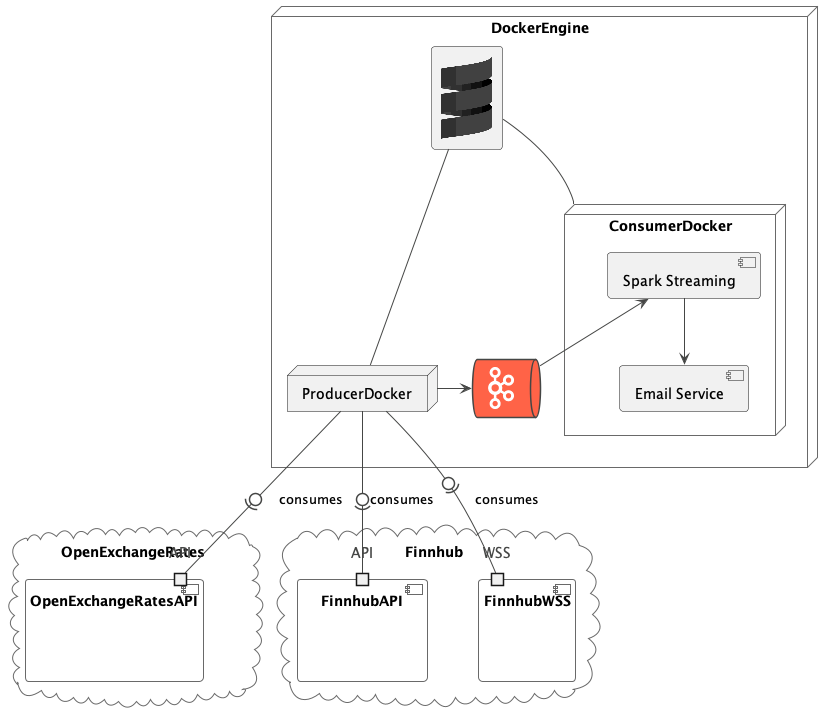 DockerEngine
ConsumerDocker
Spark Streaming
Email Service
ProducerDocker
consumes
consumes
consumes
OpenExchangeRates
API
API
Finnhub
WSS
OpenExchangeRatesAPI
FinnhubAPI
FinnhubWSS